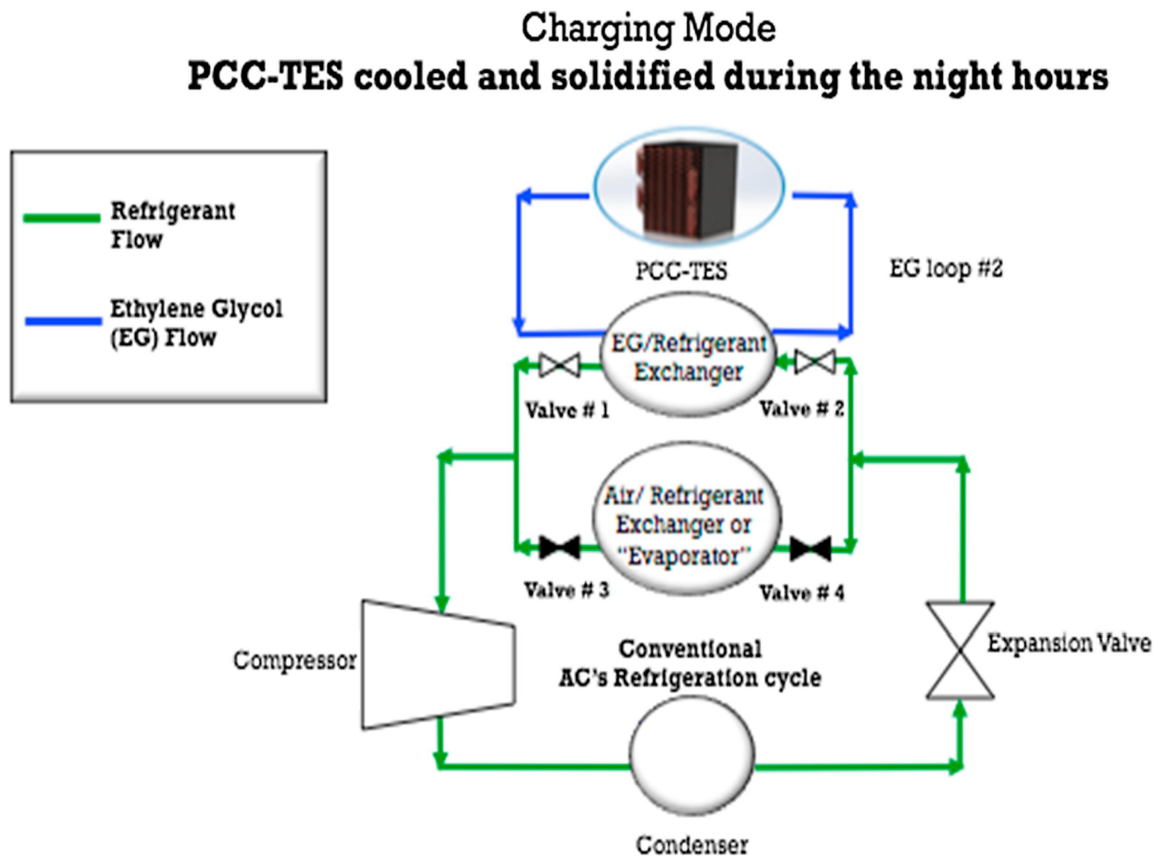 Charging Mode
PCC-TES cooled and solidified during the night hours
Refrigerant
Flow
Ethylene Glycol
(EG) Flow
PCC-TES
EG loop #2
EG/Refrigerant
Exchanger
Valve # 1
Valve # 2
Air/ Refrigerant
Exchanger or
"Evaporator"
Valve # 3
Valve # 4
Compressor
Conventional
AC's Refrigeration cycle
Expansion Valve
Condenser